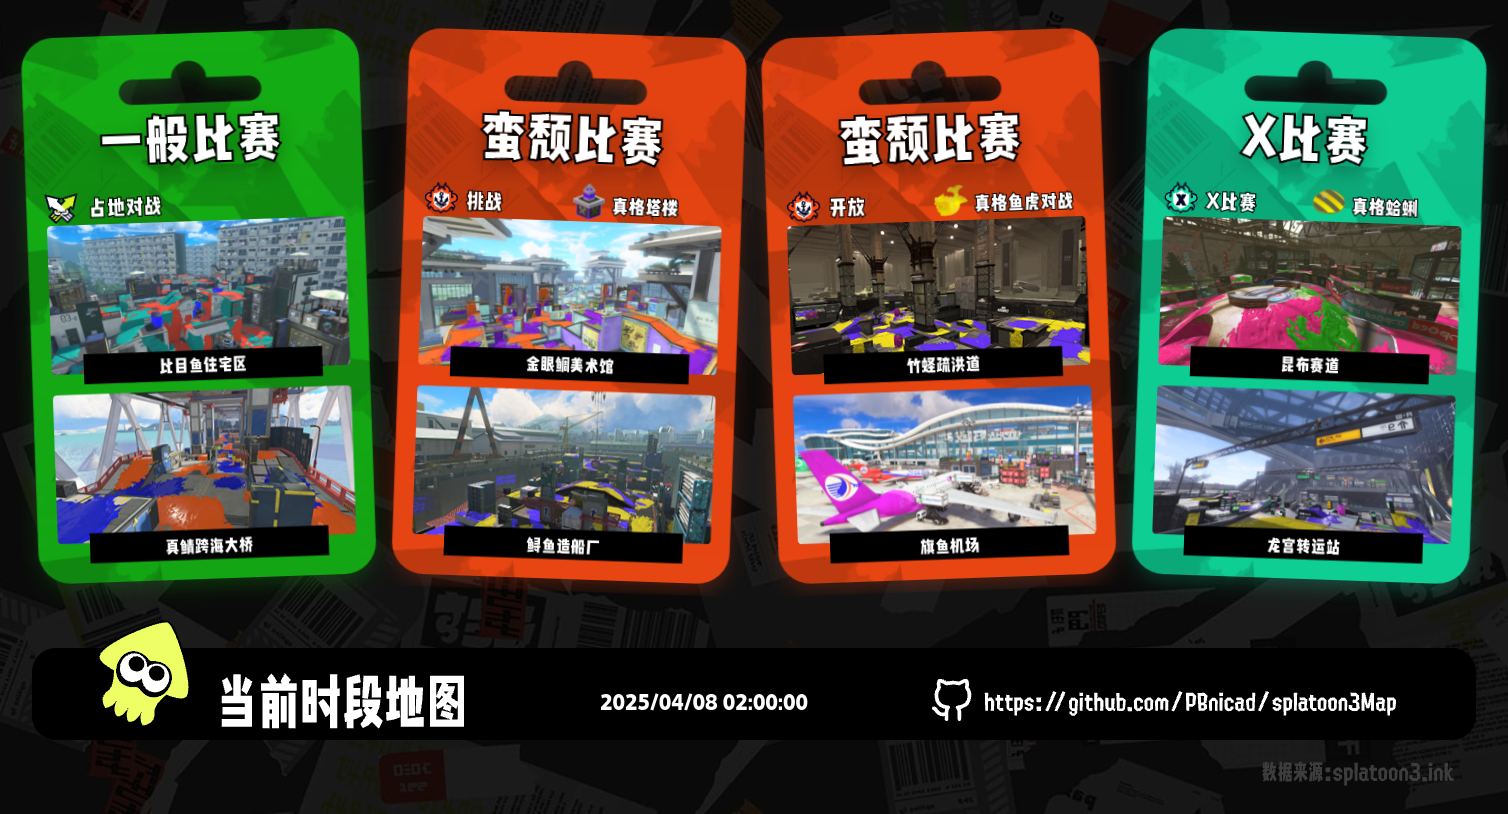 一般比赛
占地对战
比目鱼住宅区
真鲭跨海大桥
蛮颓比赛
挑战
真格塔楼
金眼鲷美术馆
鲟鱼造船厂
蛮颓比赛
开放
真格鱼虎对战
竹蛏疏洪道
旗鱼机场
X比赛
X比赛
真格蛤蜊
昆布赛道
龙宫转运站
当前时段地图
2025/04/08 02:00:00
https://github.com/PBnicad/splatoon3Map
数据来源:splatoon3.ink